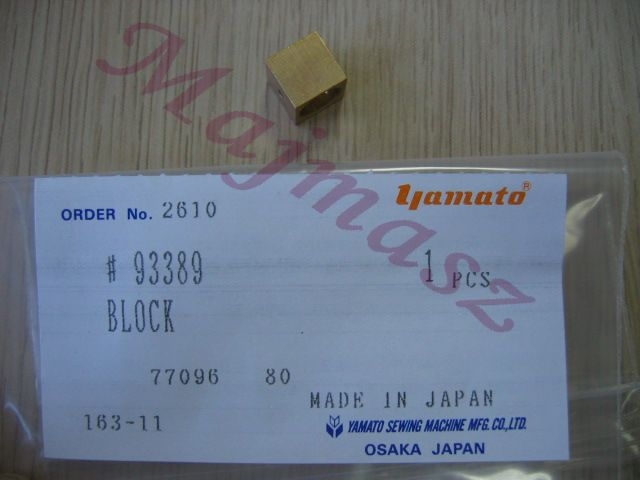 Majmasz
yamato®
ORDER No. 2610
# 93389 1 PCS
BLOCK
77096 80
MADE IN JAPAN
163-11 YAMATO SEWING MACHINE MFG. CO.,LTD.
OSAKA JAPAN